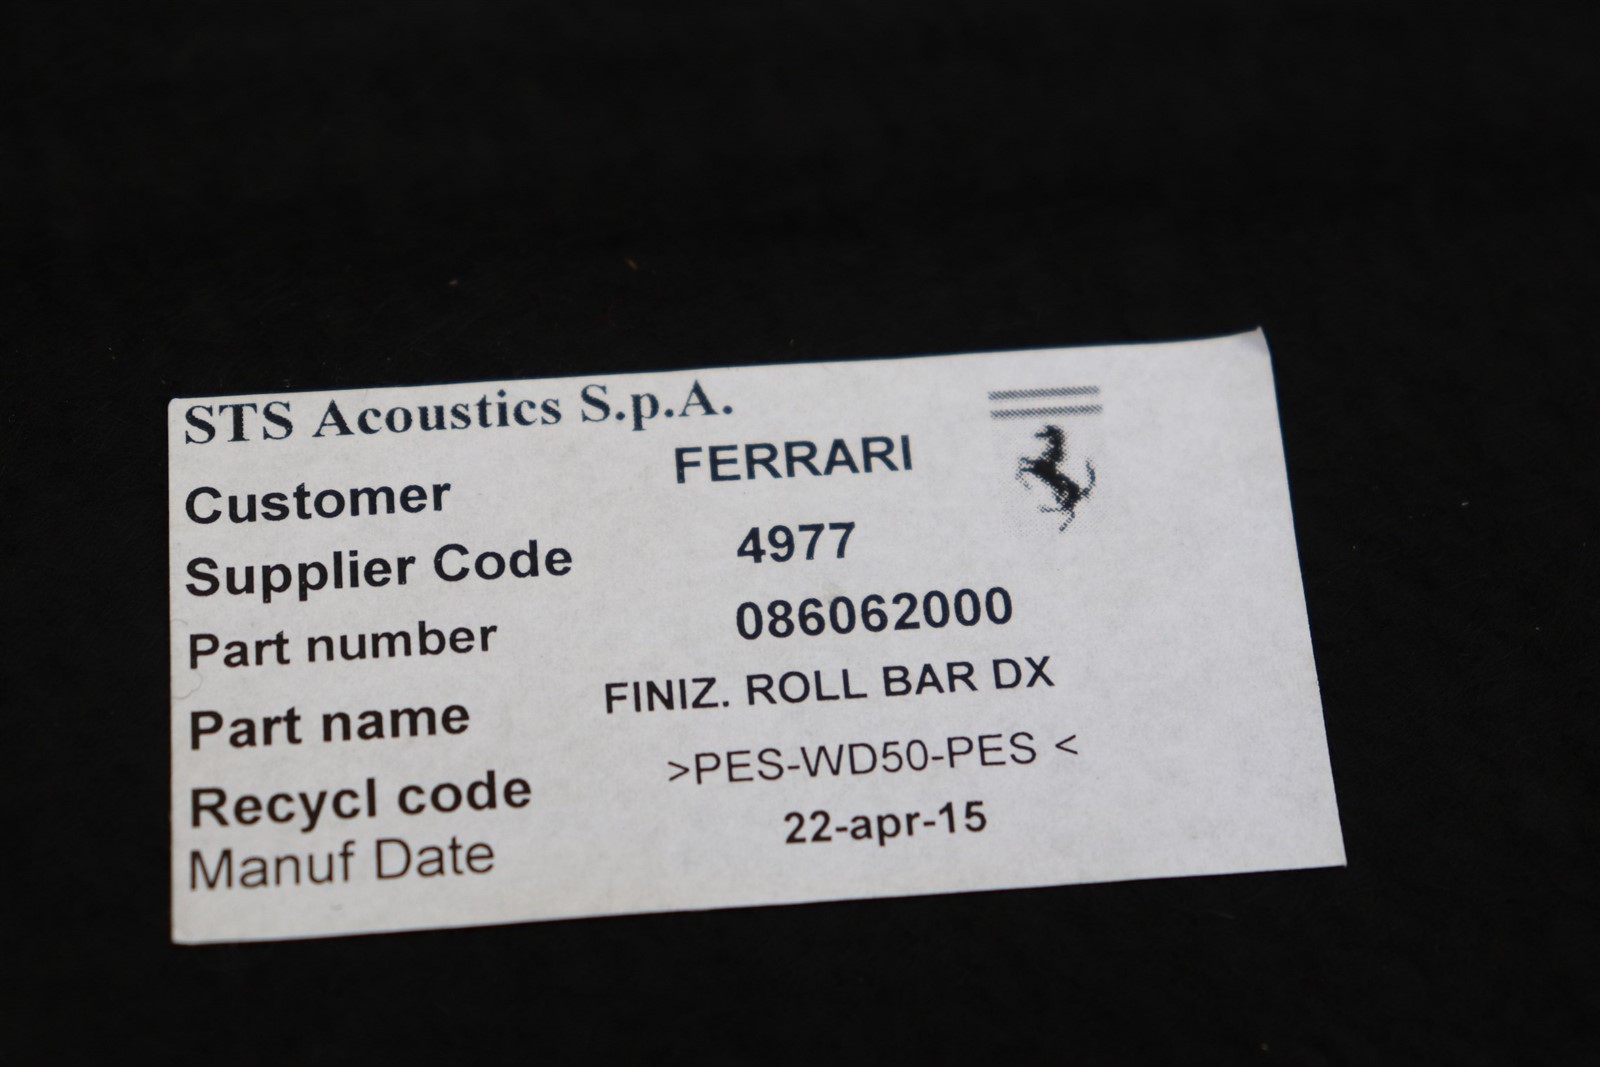 STS Acoustics S.p.A.
Customer FERRARI
Supplier Code 4977
Part number 086062000
Part name FINIZ. ROLL BAR DX
Recycl code >PES-WD50-PES <
Manuf Date 22-apr-15